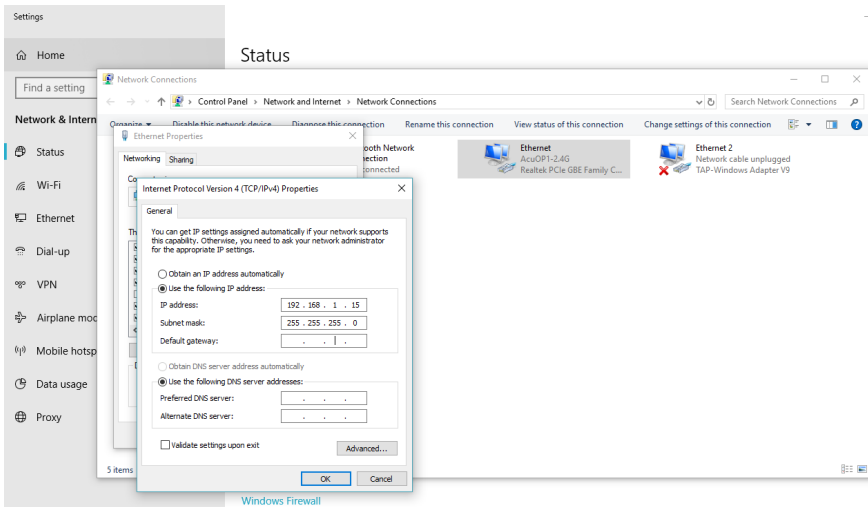 Settings
Home
Find a setting
Network & Intern
Status
Wi-Fi
Ethernet
Dial-up
VPN
Airplane mod
Mobile hotsp
Data usage
Proxy
Status
Windows Firewall
Network Connections
Control Panel > Network and Internet > Network Connections
Search Network Connections
Organize Disable this network device Diagnose this connection Rename this connection View status of this connection Change settings of this connection
ooth Network
nection
onnected
Ethernet
AcuOP1-2.4G
Realtek PCIe GBE Family C...
Ethernet 2
Network cable unplugged
TAP-Windows Adapter V9
5 items
Ethernet Properties
Networking Sharing
Co
Th
Internet Protocol Version 4 (TCP/IPv4) Properties
General
You can get IP settings assigned automatically if your network supports
this capability. Otherwise, you need to ask your network administrator
for the appropriate IP settings.
Obtain an IP address automatically
Use the following IP address:
IP address: 192 . 168 . 1 . 15
Subnet mask: 255 . 255 . 255 . 0
Default gateway: . . .
Obtain DNS server address automatically
Use the following DNS server addresses:
Preferred DNS server: . . .
Alternate DNS server: . . .
Validate settings upon exit
Advanced...
OK Cancel